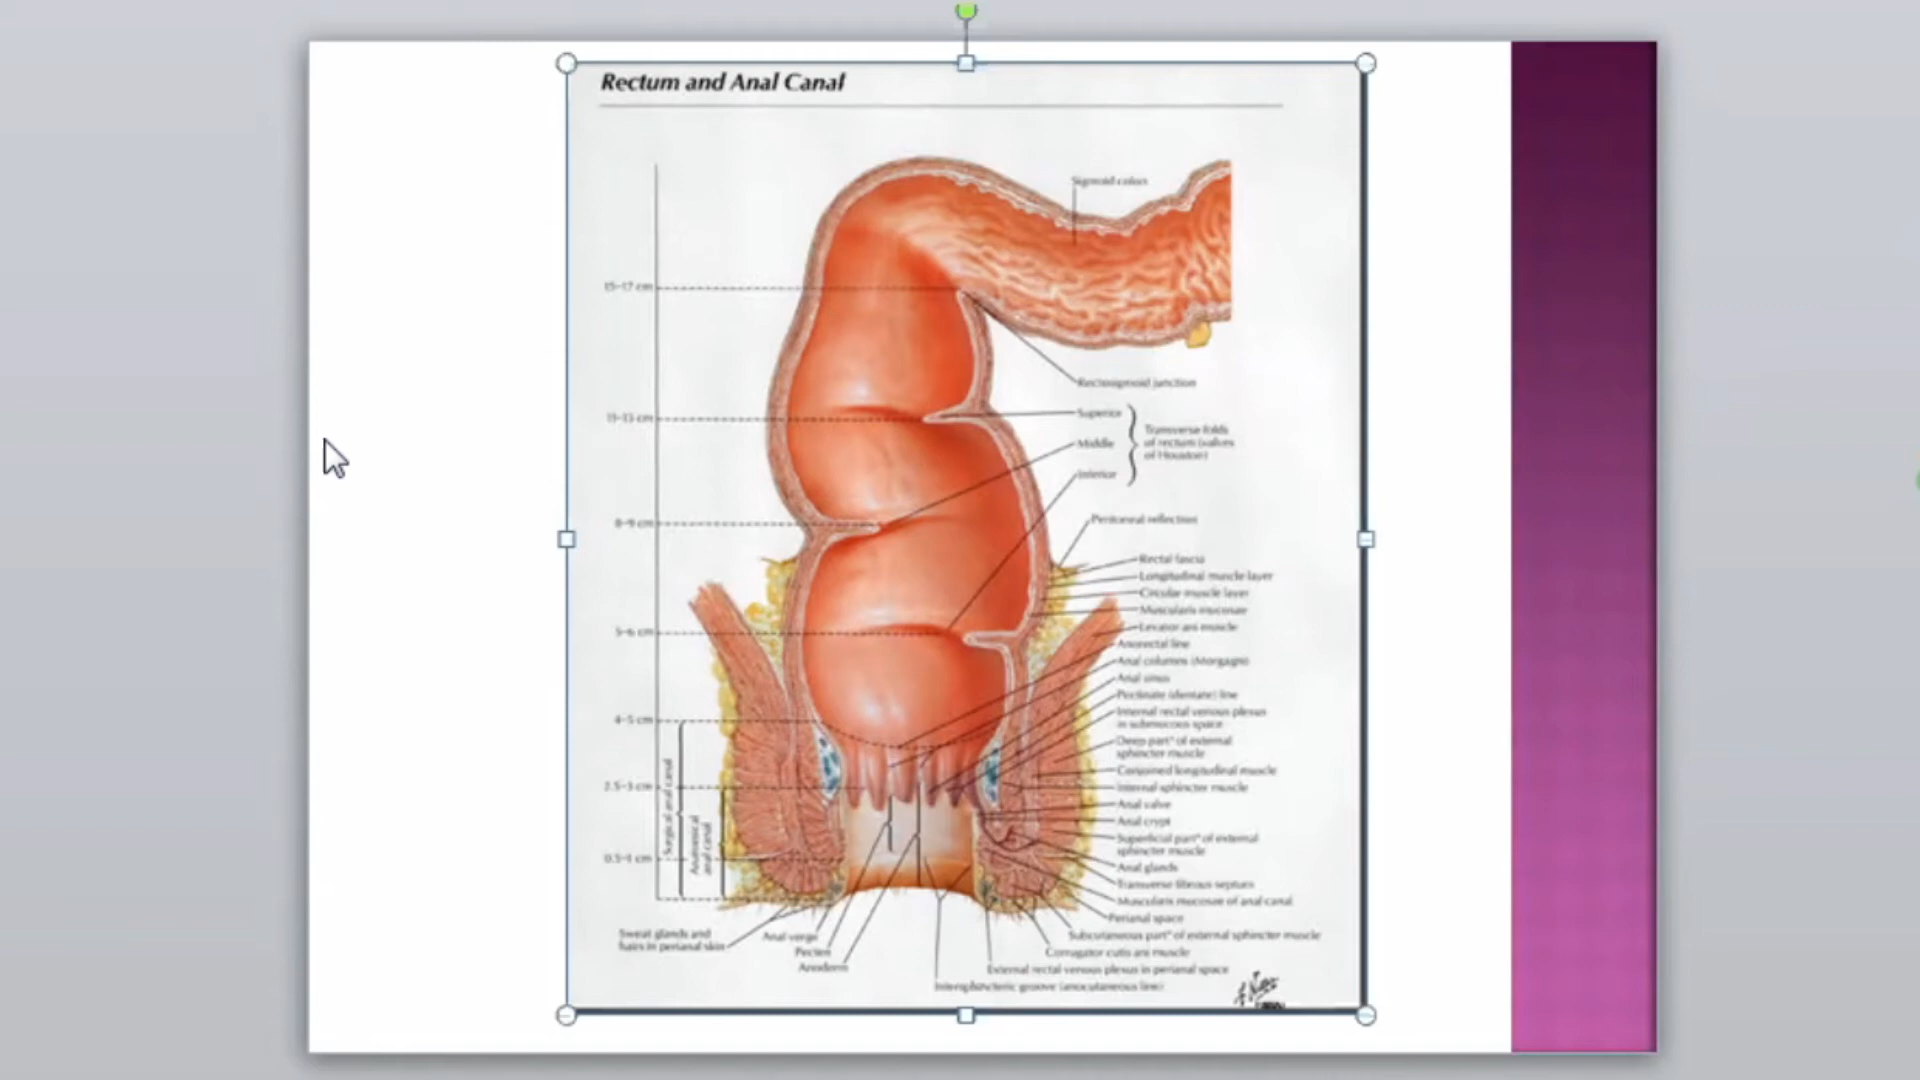 Rectum and Anal Canal
Sigmoid colon
15–17 cm
Rectosigmoid junction
11–13 cm
Superior
Middle
Inferior
Transverse folds
of rectum (valves
of Houston)
8–9 cm
Peritoneal reflection
Rectal fascia
Longitudinal muscle layer
Circular muscle layer
Muscularis mucosae
Levator ani muscle
5–6 cm
Anorectal line
Anal columns (Morgagni)
Anal sinus
Pectinate (dentate) line
Internal rectal venous plexus
in submucous space
4–5 cm
Deep part* of external
sphincter muscle
Conjoined longitudinal muscle
Internal sphincter muscle
2.5–3 cm
Anal valve
Anal crypt
Superficial part* of external
sphincter muscle
Surgical anal canal
Anatomical
anal canal
0.5–1 cm
Anal glands
Transverse fibrous septum
Muscularis mucosae of anal canal
Perianal space
Subcutaneous part* of external sphincter muscle
Corrugator cutis ani muscle
External rectal venous plexus in perianal space
Intersphincteric groove (anocutaneous line)
Sweat glands and
hairs in perianal skin
Anal verge
Pecten
Anoderm